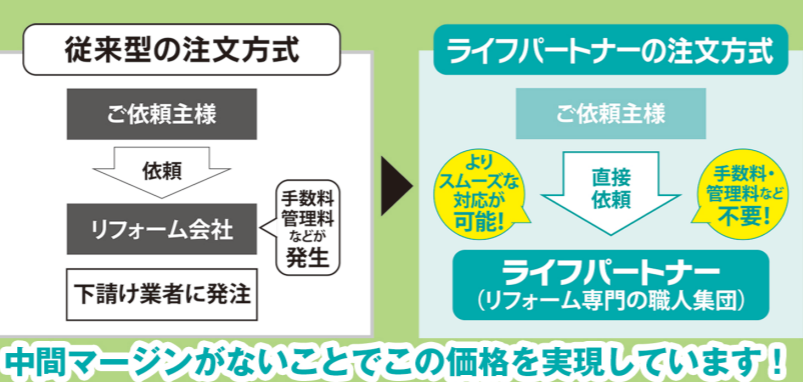 従来型の注文方式
ご依頼主様
依頼
リフォーム会社
手数料
管理料
などが
発生
下請け業者に発注
ライフパートナーの注文方式
ご依頼主様
より
スムーズな
対応が
可能!
直接
依頼
手数料・
管理料など
不要!
ライフパートナー
(リフォーム専門の職人集団)
中間マージンがないことでこの価格を実現しています!